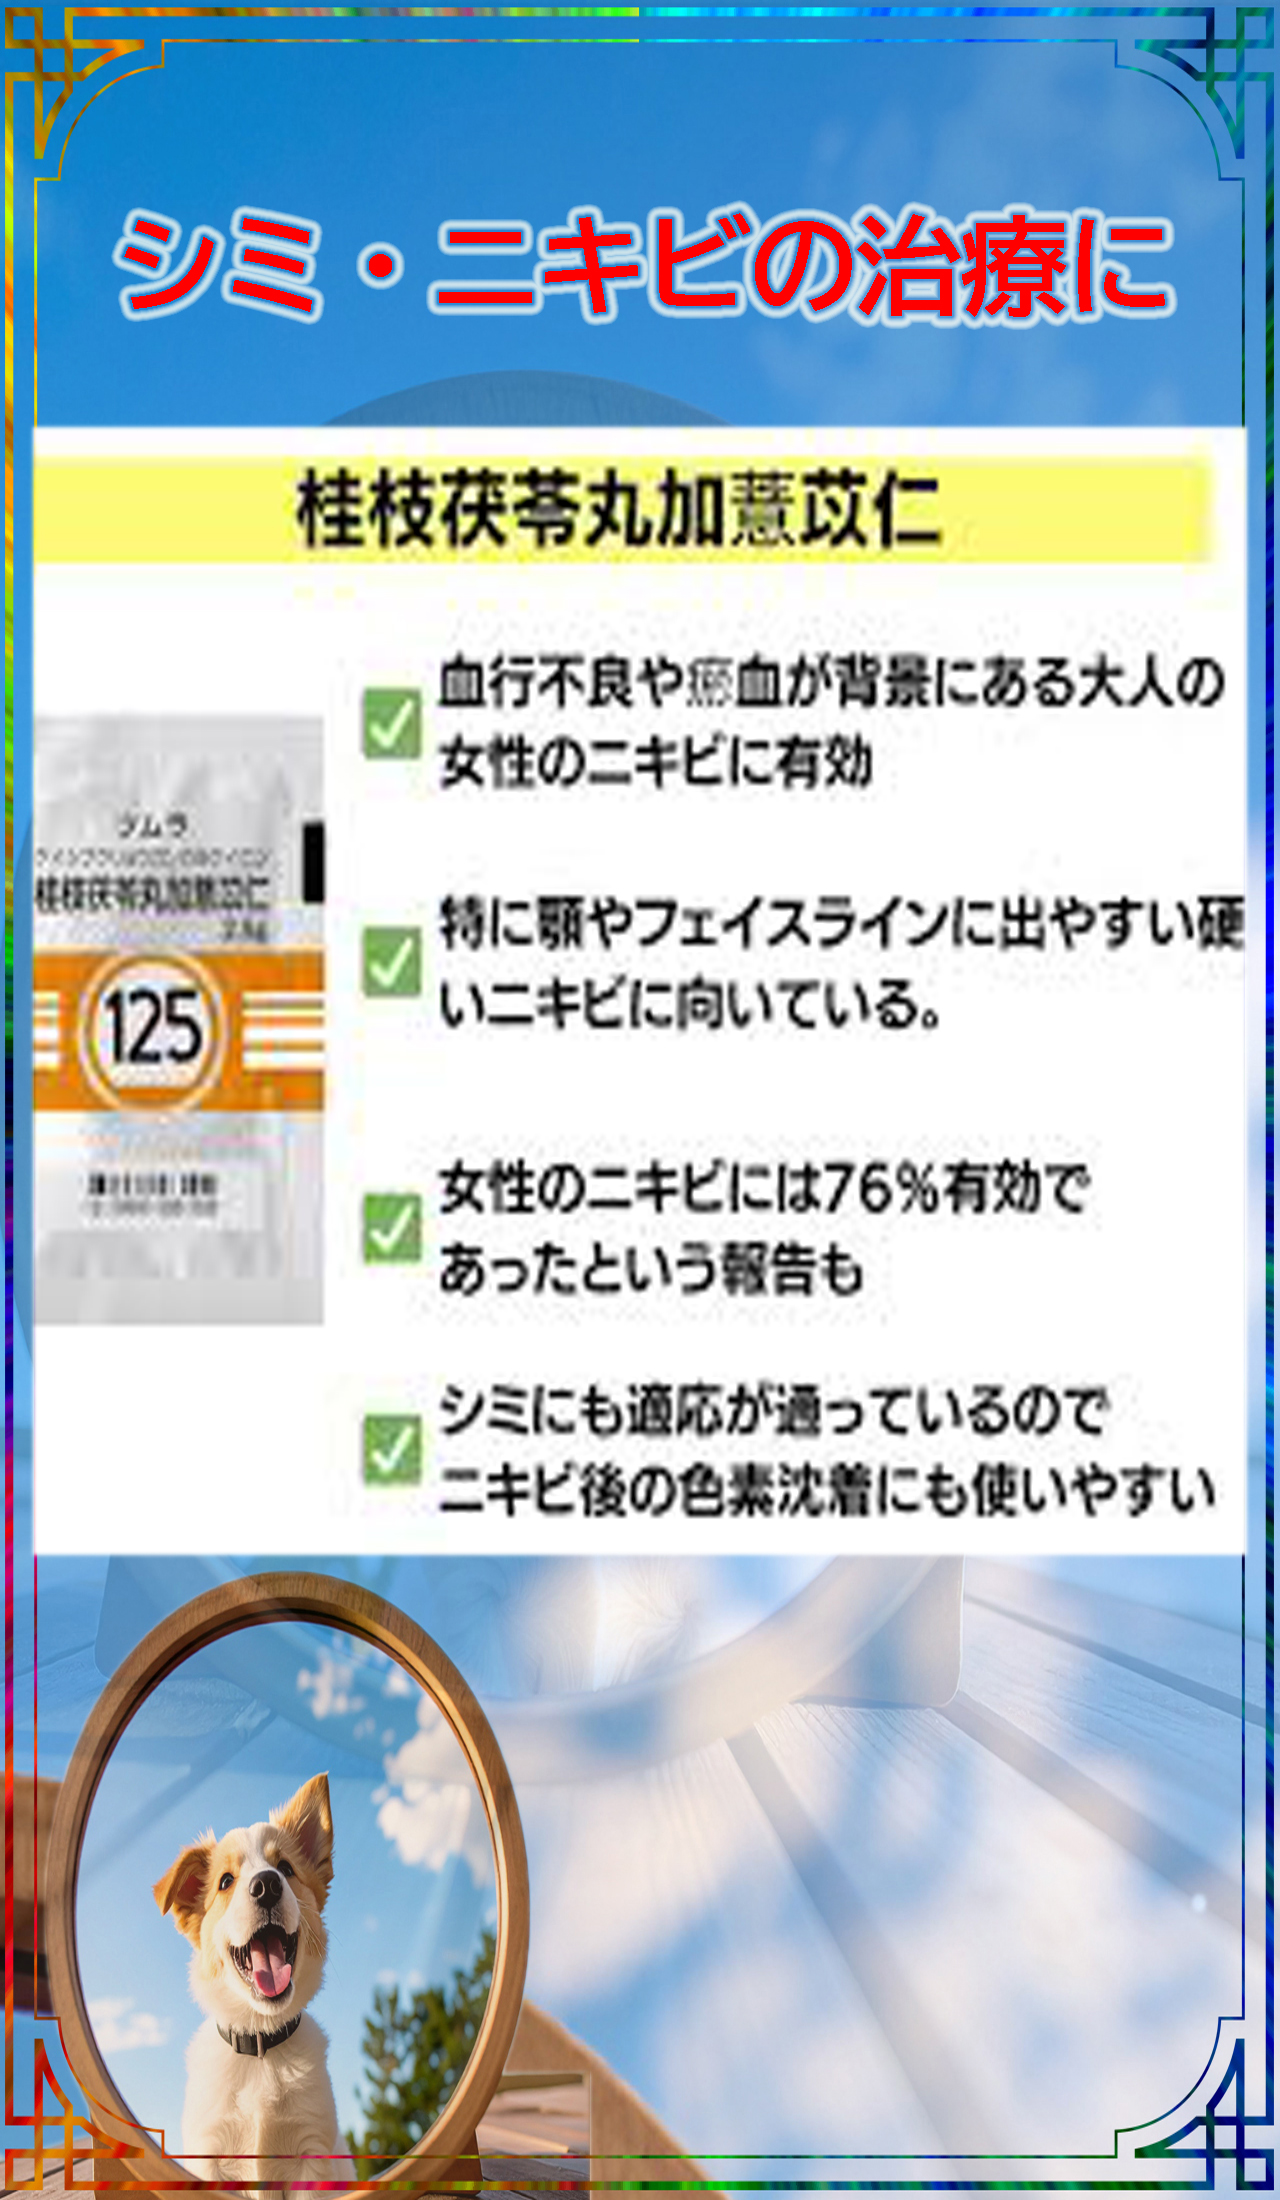 シミ・ニキビの治療に
桂枝茯苓丸加薏苡仁
血行不良や瘀血が背景にある大人の
女性のニキビに有効
特に顎やフェイスラインに出やすい硬
いニキビに向いている。
女性のニキビには76%有効で
あったという報告も
シミにも適応が通っているので
ニキビ後の色素沈着にも使いやすい
ツムラ
桂枝茯苓丸加薏苡仁
125